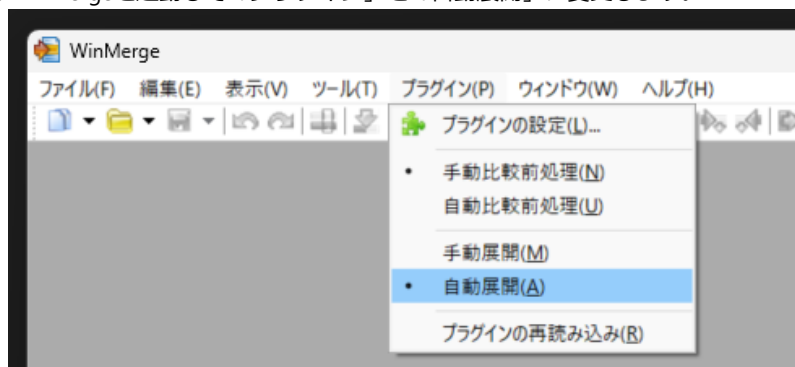 WinMerge
ファイル(F) 編集(E) 表示(V) ツール(T) プラグイン(P) ウィンドウ(W) ヘルプ(H)
プラグインの設定(L)...
手動比較前処理(N)
自動比較前処理(U)
手動展開(M)
自動展開(A)
プラグインの再読み込み(R)